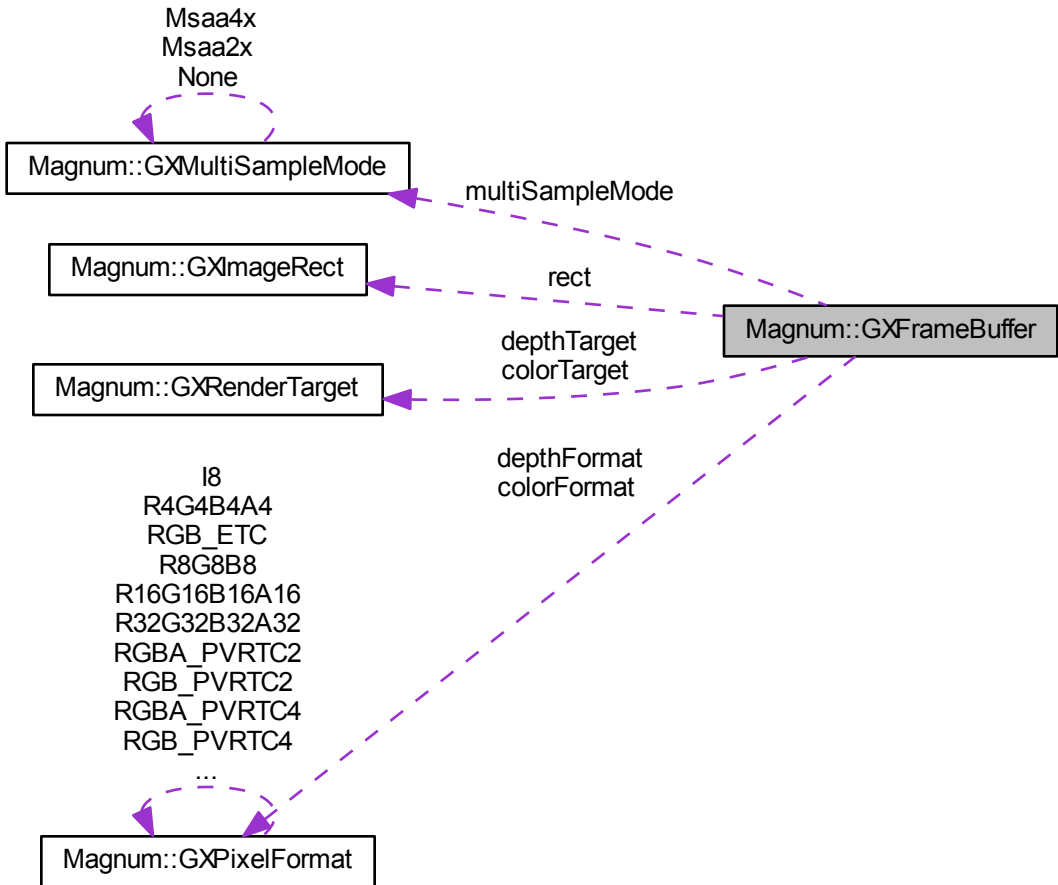 Msaa4x
Msaa2x
None
Magnum::GXMultiSampleMode
multiSampleMode
Magnum::GXImageRect
rect
Magnum::GXFrameBuffer
depthTarget
colorTarget
Magnum::GXRenderTarget
depthFormat
colorFormat
I8
R4G4B4A4
RGB_ETC
R8G8B8
R16G16B16A16
R32G32B32A32
RGBA_PVRTC2
RGB_PVRTC2
RGBA_PVRTC4
RGB_PVRTC4
...
Magnum::GXPixelFormat